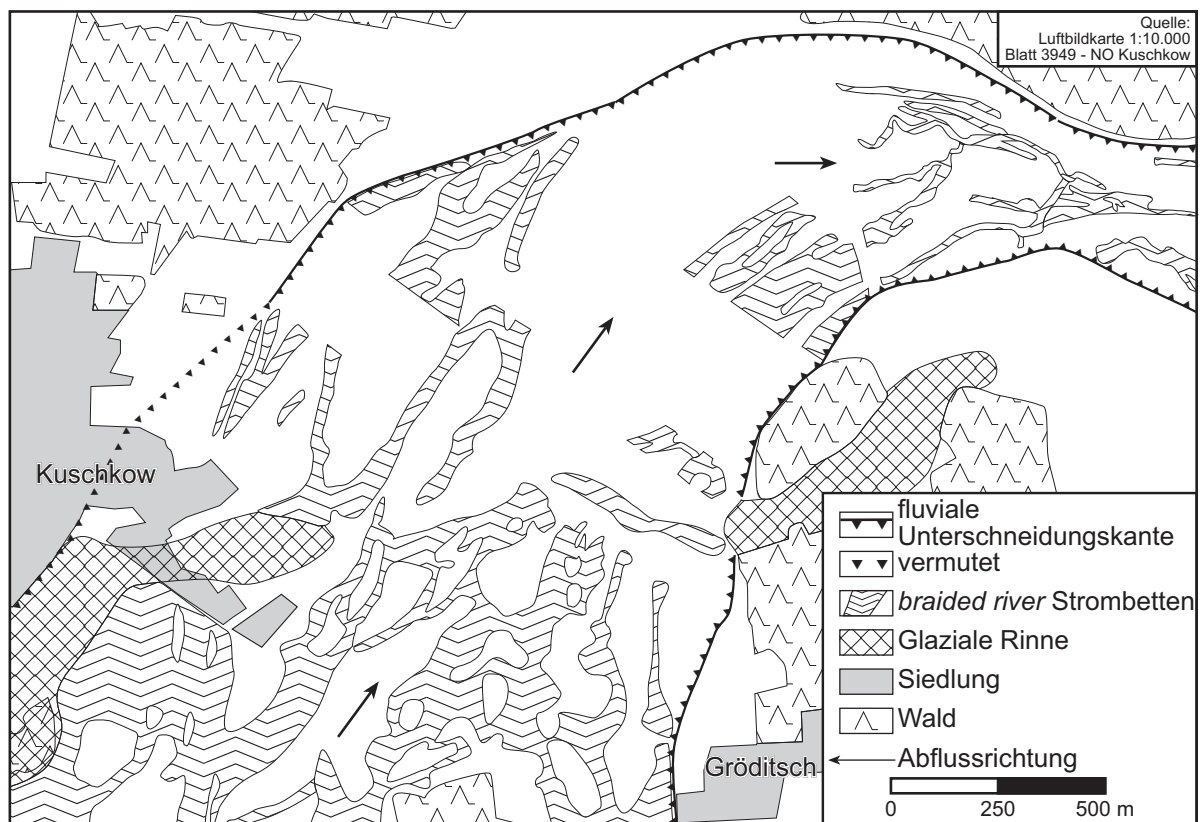 Quelle:
Luftbildkarte 1:10.000
Blatt 3949 - NO Kuschkow
Kuschkow
Gröditsch
fluviale
Unterschneidungskante
vermutet
braided river Strombetten
Glaziale Rinne
Siedlung
Wald
Abflussrichtung
0 250 500 m